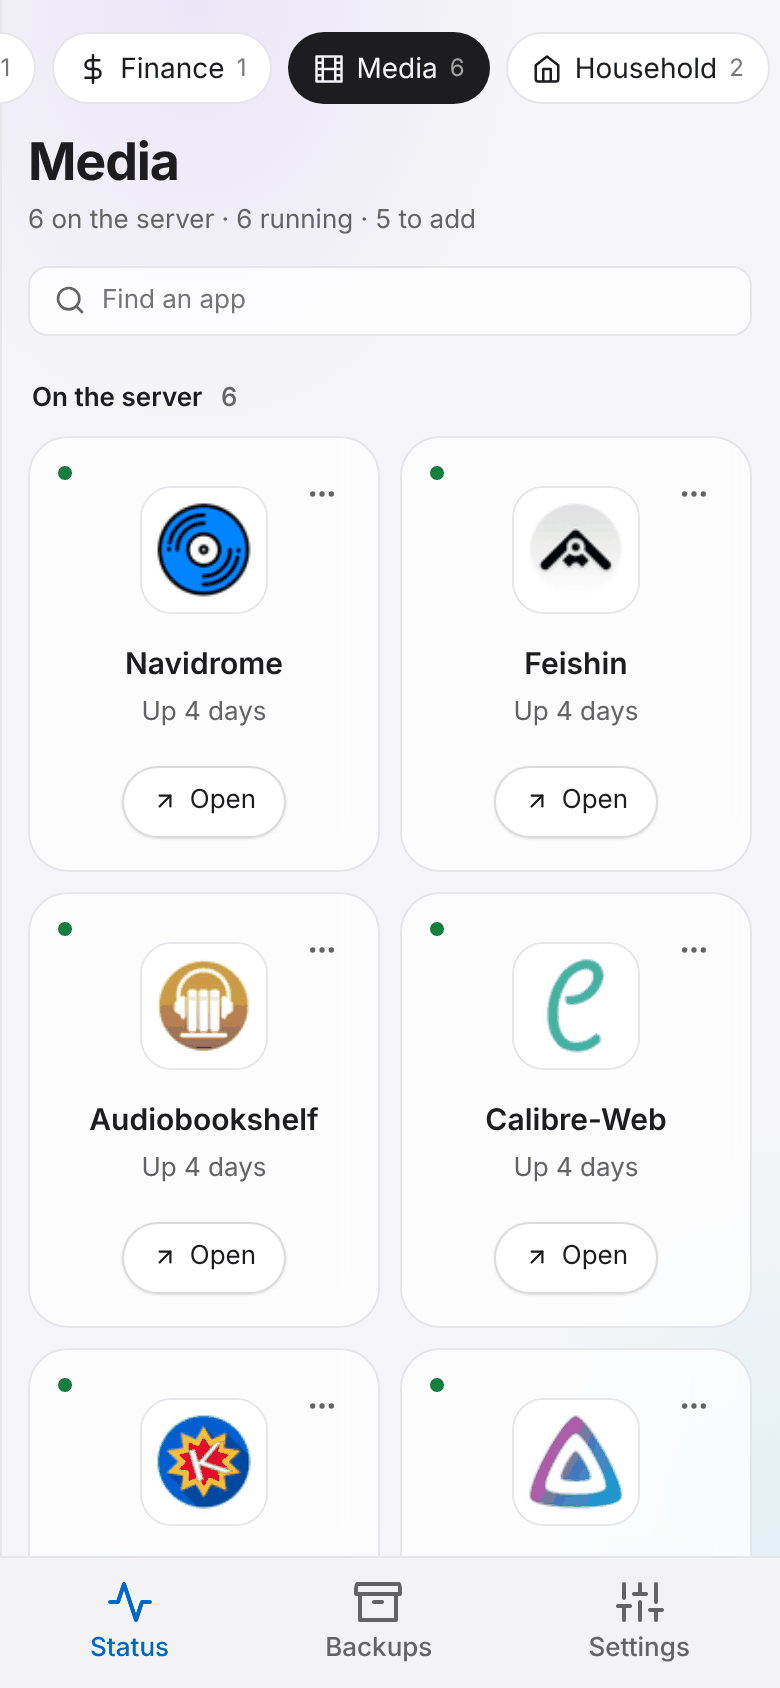 1
Finance 1
Media 6
Household 2
Media
6 on the server · 6 running · 5 to add
Find an app
On the server 6
Navidrome
Up 4 days
Open
Feishin
Up 4 days
Open
Audiobookshelf
Up 4 days
Open
Calibre-Web
Up 4 days
Open
K
Status
Backups
Settings